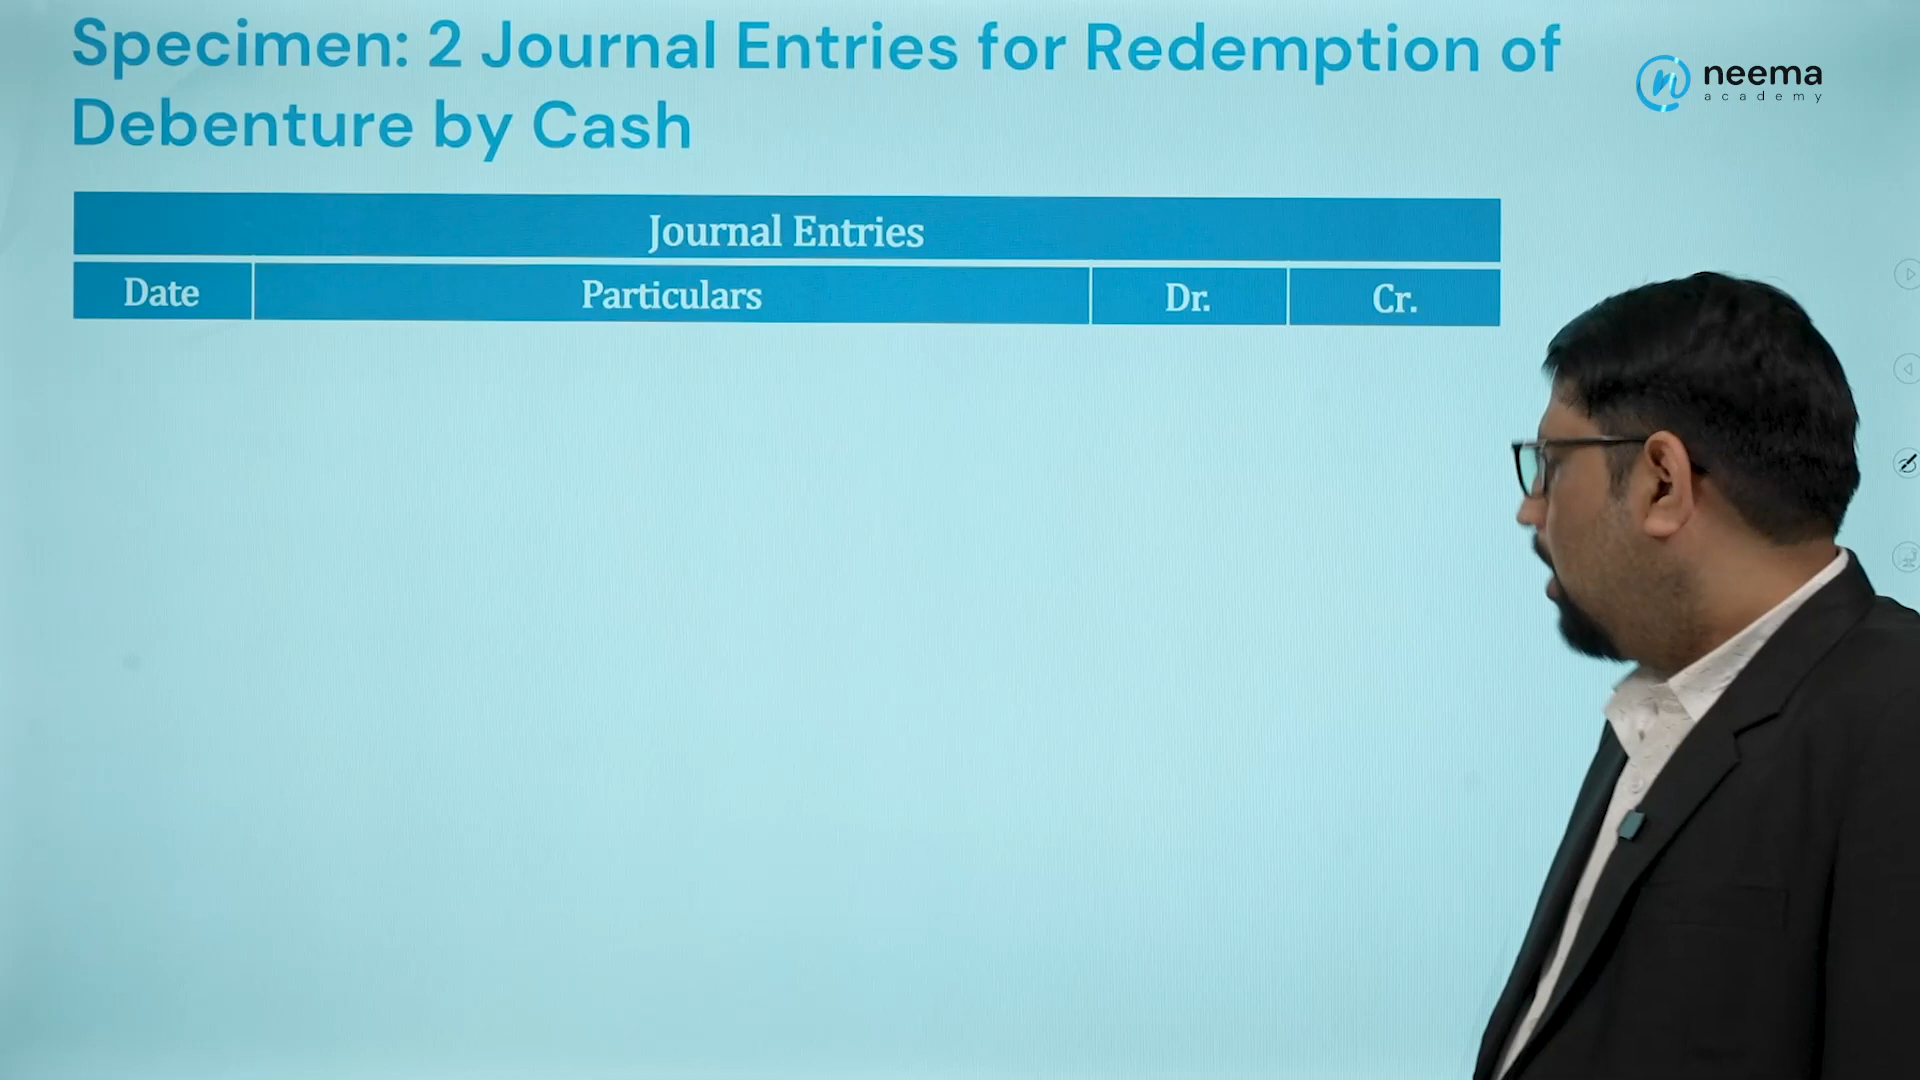 Specimen: 2 Journal Entries for Redemption of
Debenture by Cash
neema
academy
Journal Entries
Date Particulars Dr. Cr.